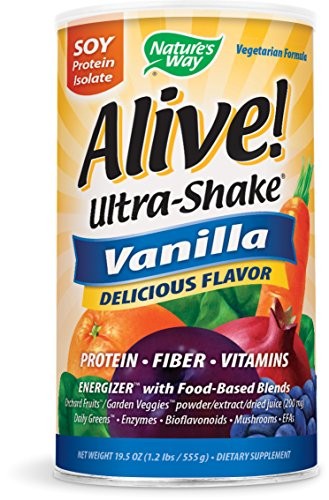 SOY
Protein
Isolate
Nature's
Way
Vegetarian Formula
Alive!
Ultra-Shake®
Vanilla
DELICIOUS FLAVOR
PROTEIN • FIBER • VITAMINS
ENERGIZER™ with Food-Based Blends
Orchard Fruits™/Garden Veggies™ powder/extract/dried juice (200 mg)
Daily Greens™ • Enzymes • Bioflavonoids • Mushrooms • EFAs
NET WEIGHT 19.5 OZ (1.2 lbs / 555 g) • DIETARY SUPPLEMENT